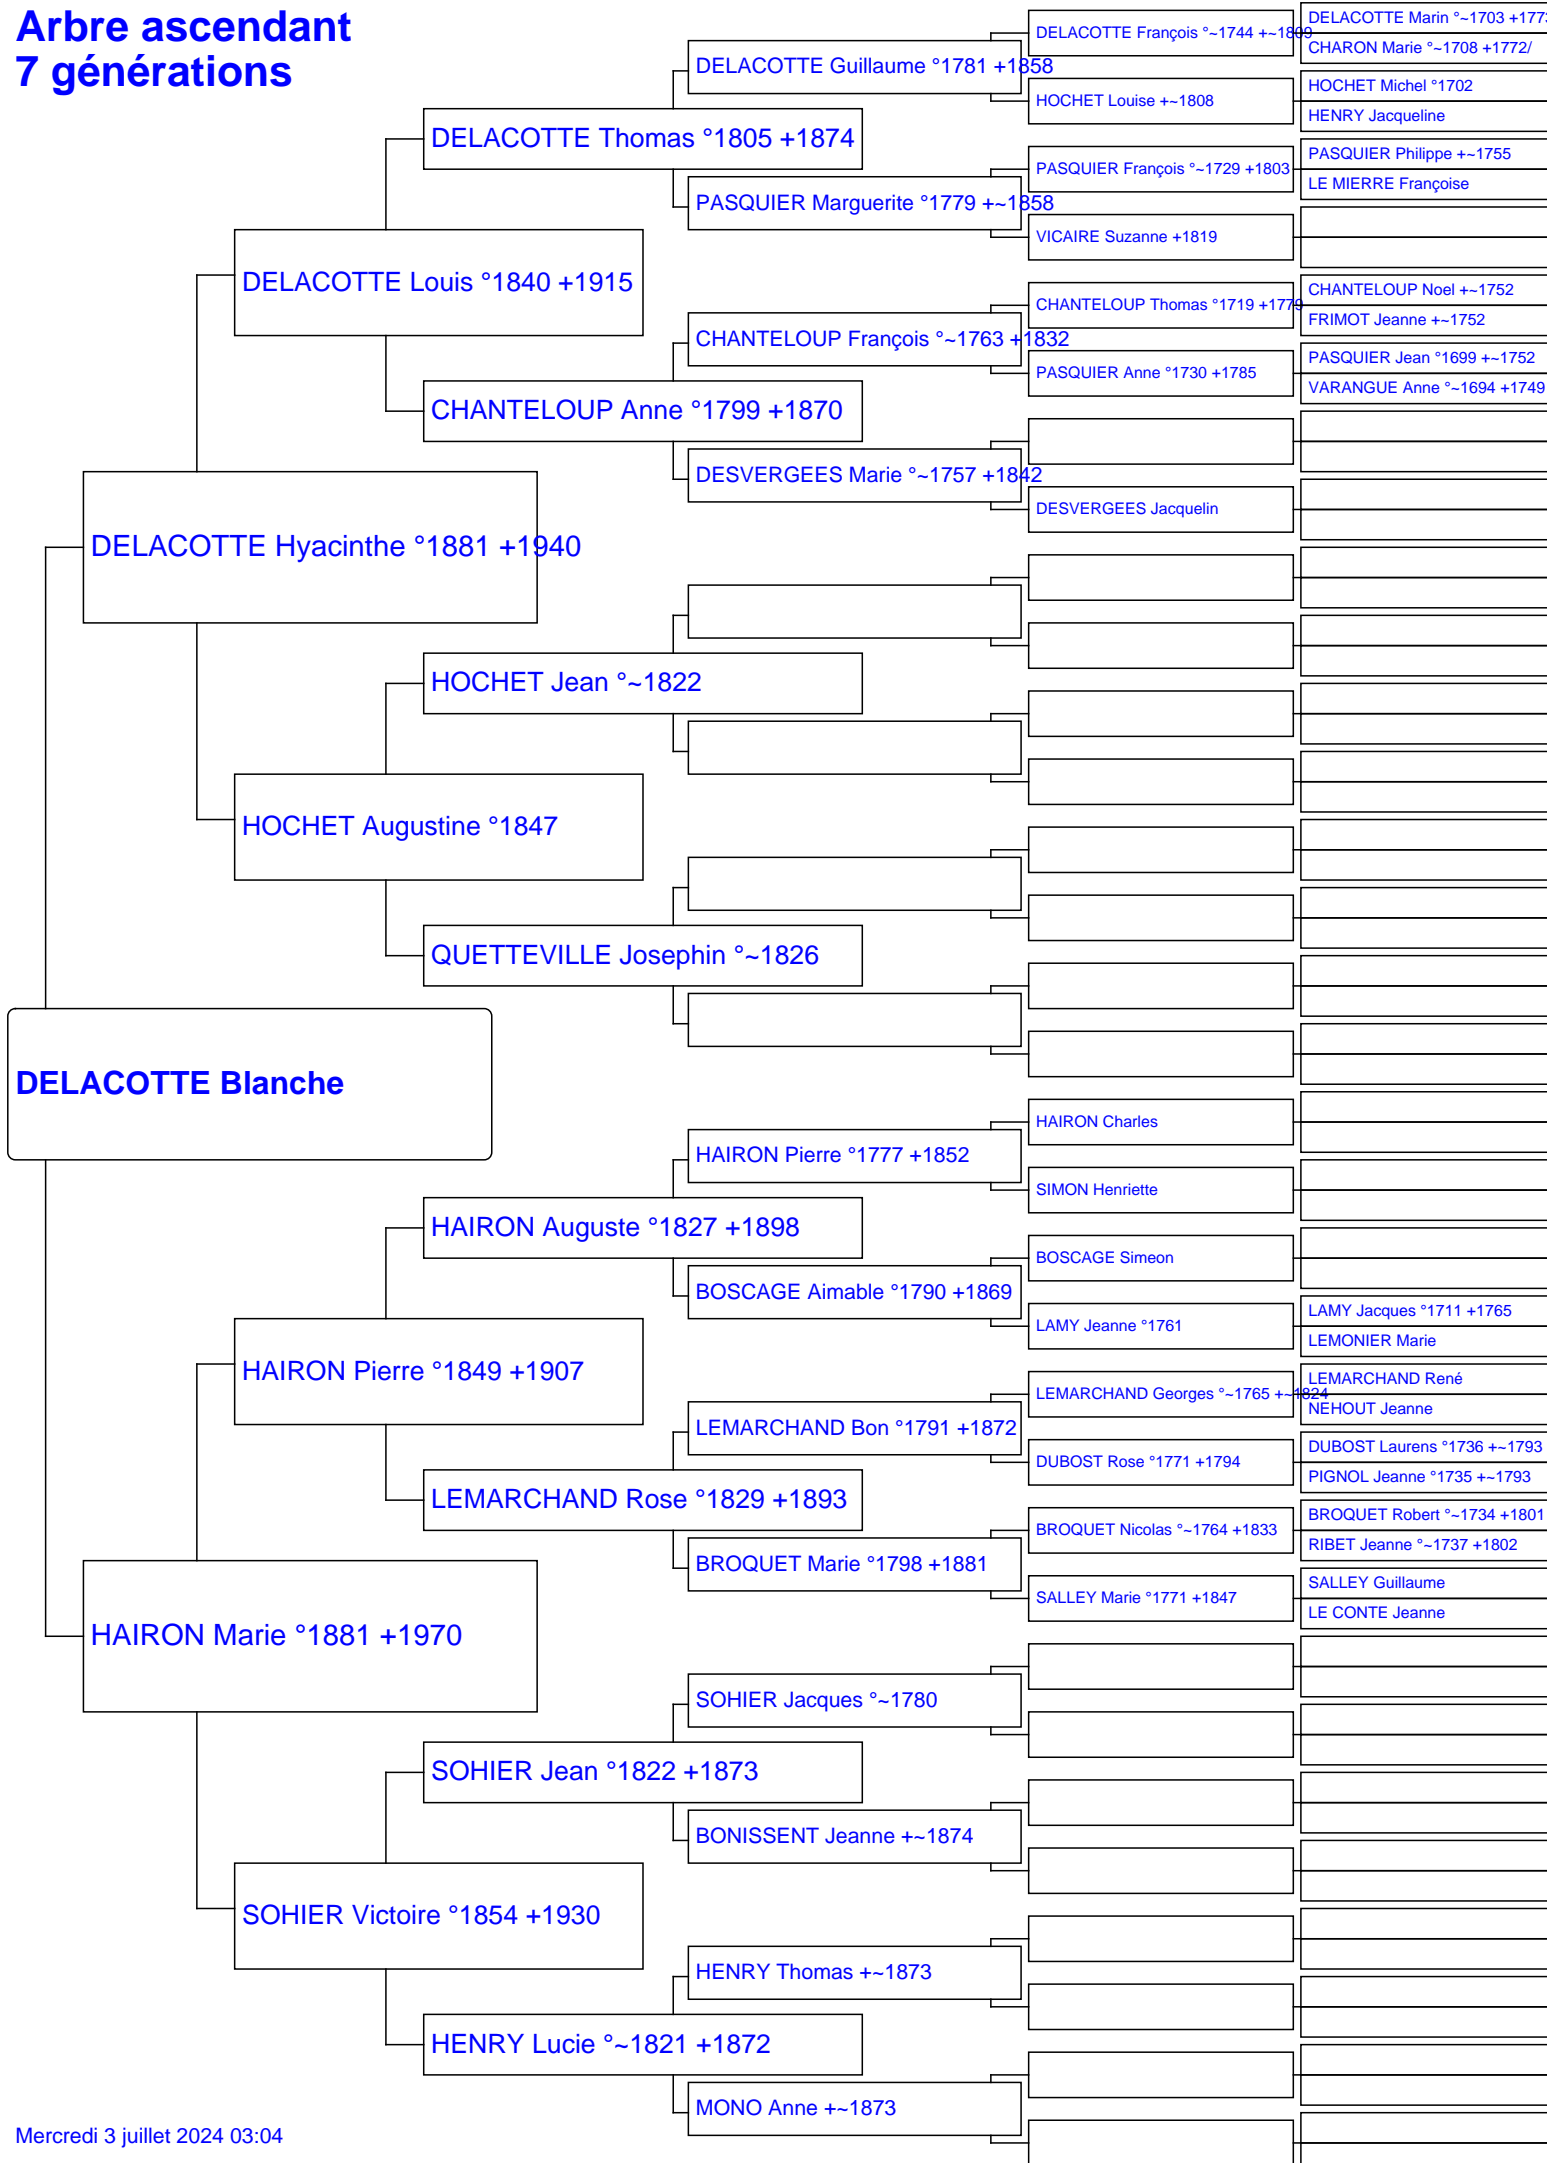 Arbre ascendant
7 générations
DELACOTTE Blanche
DELACOTTE Hyacinthe °1881 +1940
HAIRON Marie °1881 +1970
DELACOTTE Louis °1840 +1915
HOCHET Augustine °1847
HAIRON Pierre °1849 +1907
SOHIER Victoire °1854 +1930
DELACOTTE Thomas °1805 +1874
CHANTELOUP Anne °1799 +1870
HOCHET Jean °~1822
QUETTEVILLE Josephin °~1826
HAIRON Auguste °1827 +1898
LEMARCHAND Rose °1829 +1893
SOHIER Jean °1822 +1873
HENRY Lucie °~1821 +1872
DELACOTTE Guillaume °1781 +1858
PASQUIER Marguerite °1779 +~1858
CHANTELOUP François °~1763 +1832
DESVERGEES Marie °~1757 +1842
HAIRON Pierre °1777 +1852
BOSCAGE Aimable °1790 +1869
LEMARCHAND Bon °1791 +1872
BROQUET Marie °1798 +1881
SOHIER Jacques °~1780
BONISSENT Jeanne +~1874
HENRY Thomas +~1873
MONO Anne +~1873
DELACOTTE François °~1744 +~1809
HOCHET Louise +~1808
PASQUIER François °~1729 +1803
VICAIRE Suzanne +1819
CHANTELOUP Thomas °1719 +1779
PASQUIER Anne °1730 +1785
DESVERGEES Jacquelin
HAIRON Charles
SIMON Henriette
BOSCAGE Simeon
LAMY Jeanne °1761
LEMARCHAND Georges °~1765 +~1824
DUBOST Rose °1771 +1794
BROQUET Nicolas °~1764 +1833
SALLEY Marie °1771 +1847
DELACOTTE Marin °~1703 +1773
CHARON Marie °~1708 +1772/
HOCHET Michel °1702
HENRY Jacqueline
PASQUIER Philippe +~1755
LE MIERRE Françoise
CHANTELOUP Noel +~1752
FRIMOT Jeanne +~1752
PASQUIER Jean °1699 +~1752
VARANGUE Anne °~1694 +1749
LAMY Jacques °1711 +1765
LEMONIER Marie
LEMARCHAND René
NEHOUT Jeanne
DUBOST Laurens °1736 +~1793
PIGNOL Jeanne °1735 +~1793
BROQUET Robert °~1734 +1801
RIBET Jeanne °~1737 +1802
SALLEY Guillaume
LE CONTE Jeanne
Mercredi 3 juillet 2024 03:04